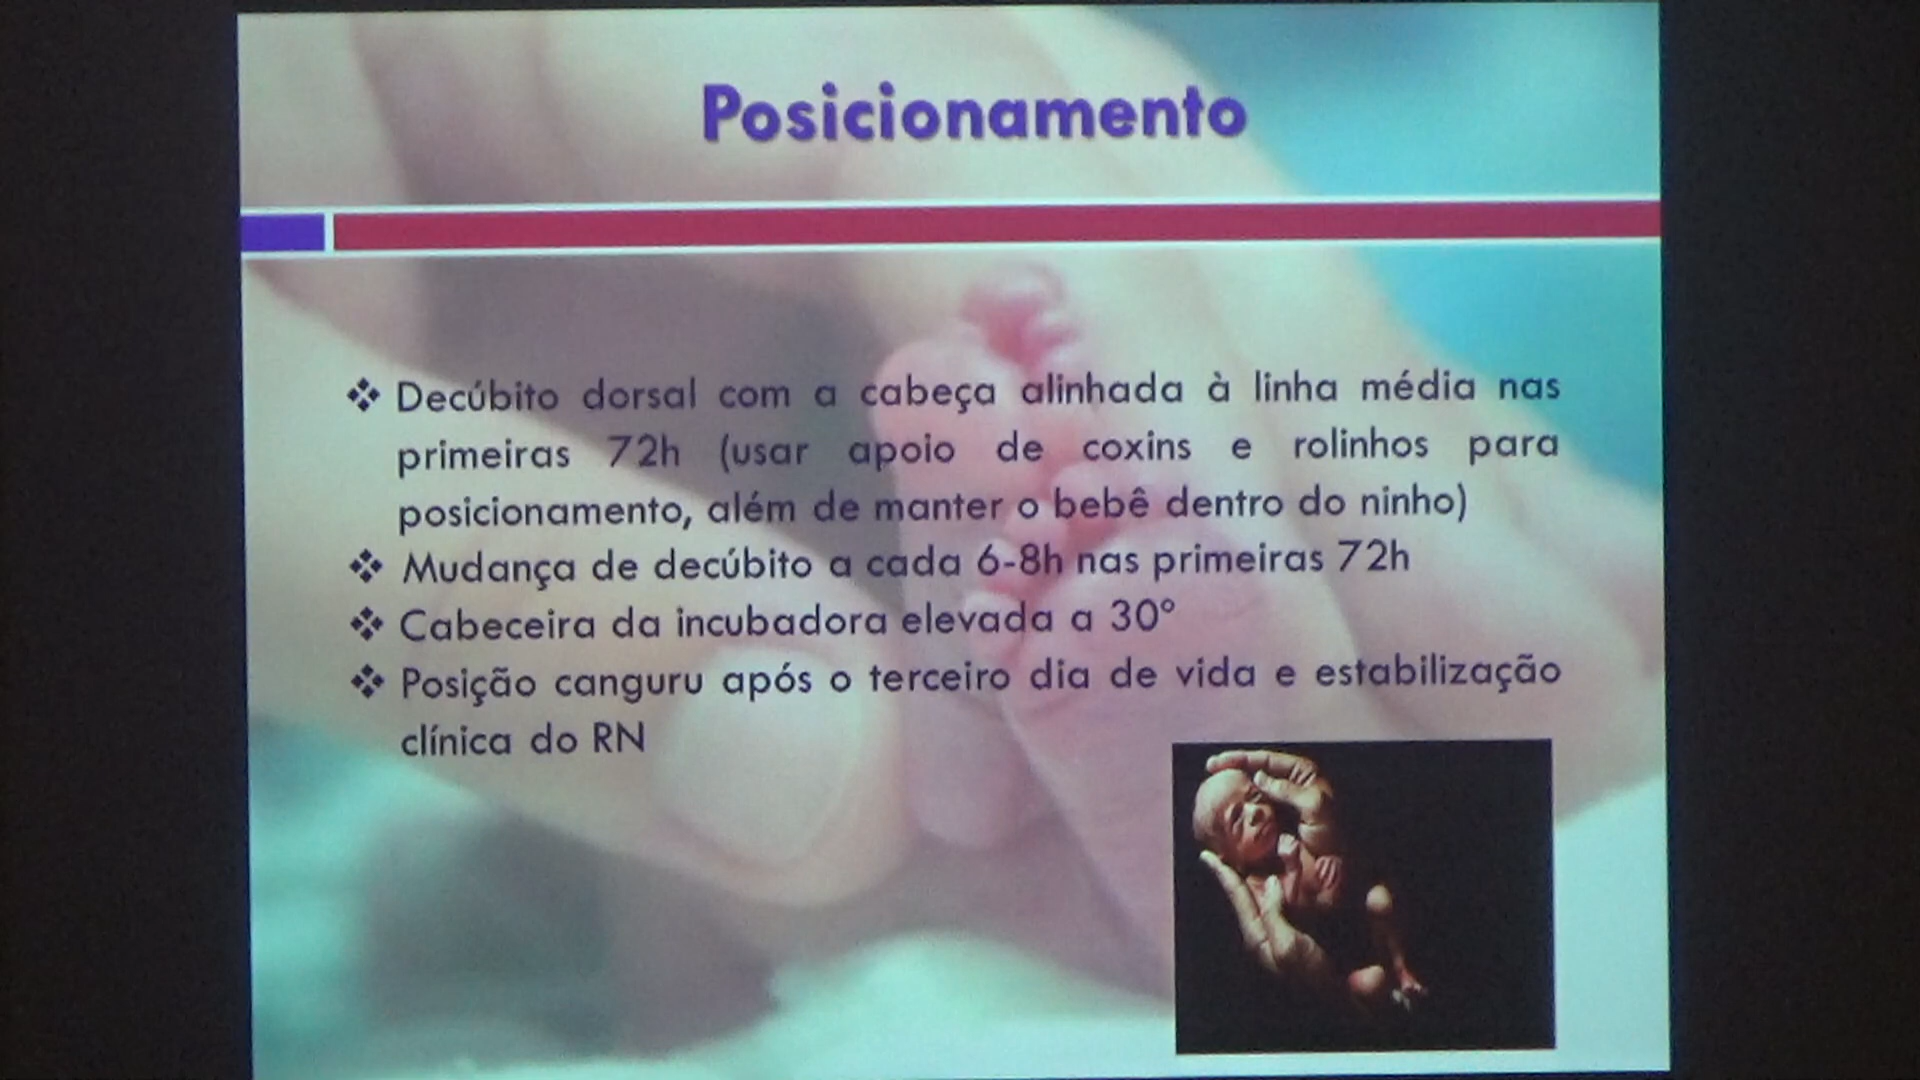 Posicionamento
❖ Decúbito dorsal com a cabeça alinhada à linha média nas
primeiras 72h (usar apoio de coxins e rolinhos para
posicionamento, além de manter o bebê dentro do ninho)
❖ Mudança de decúbito a cada 6-8h nas primeiras 72h
❖ Cabeceira da incubadora elevada a 30º
❖ Posição canguru após o terceiro dia de vida e estabilização
clínica do RN